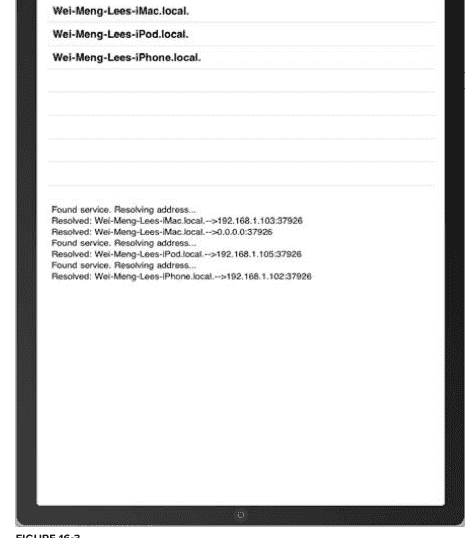 Wei-Meng-Lees-iMac.local.
Wei-Meng-Lees-iPod.local.
Wei-Meng-Lees-iPhone.local.
Found service. Resolving address...
Resolved: Wei-Meng-Lees-iMac.local.-->192.168.1.103:37926
Resolved: Wei-Meng-Lees-iMac.local.-->0.0.0.0:37926
Found service. Resolving address...
Resolved: Wei-Meng-Lees-iPod.local.-->192.168.1.105:37926
Found service. Resolving address...
Resolved: Wei-Meng-Lees-iPhone.local.-->192.168.1.102:37926
FIGURE 16-3